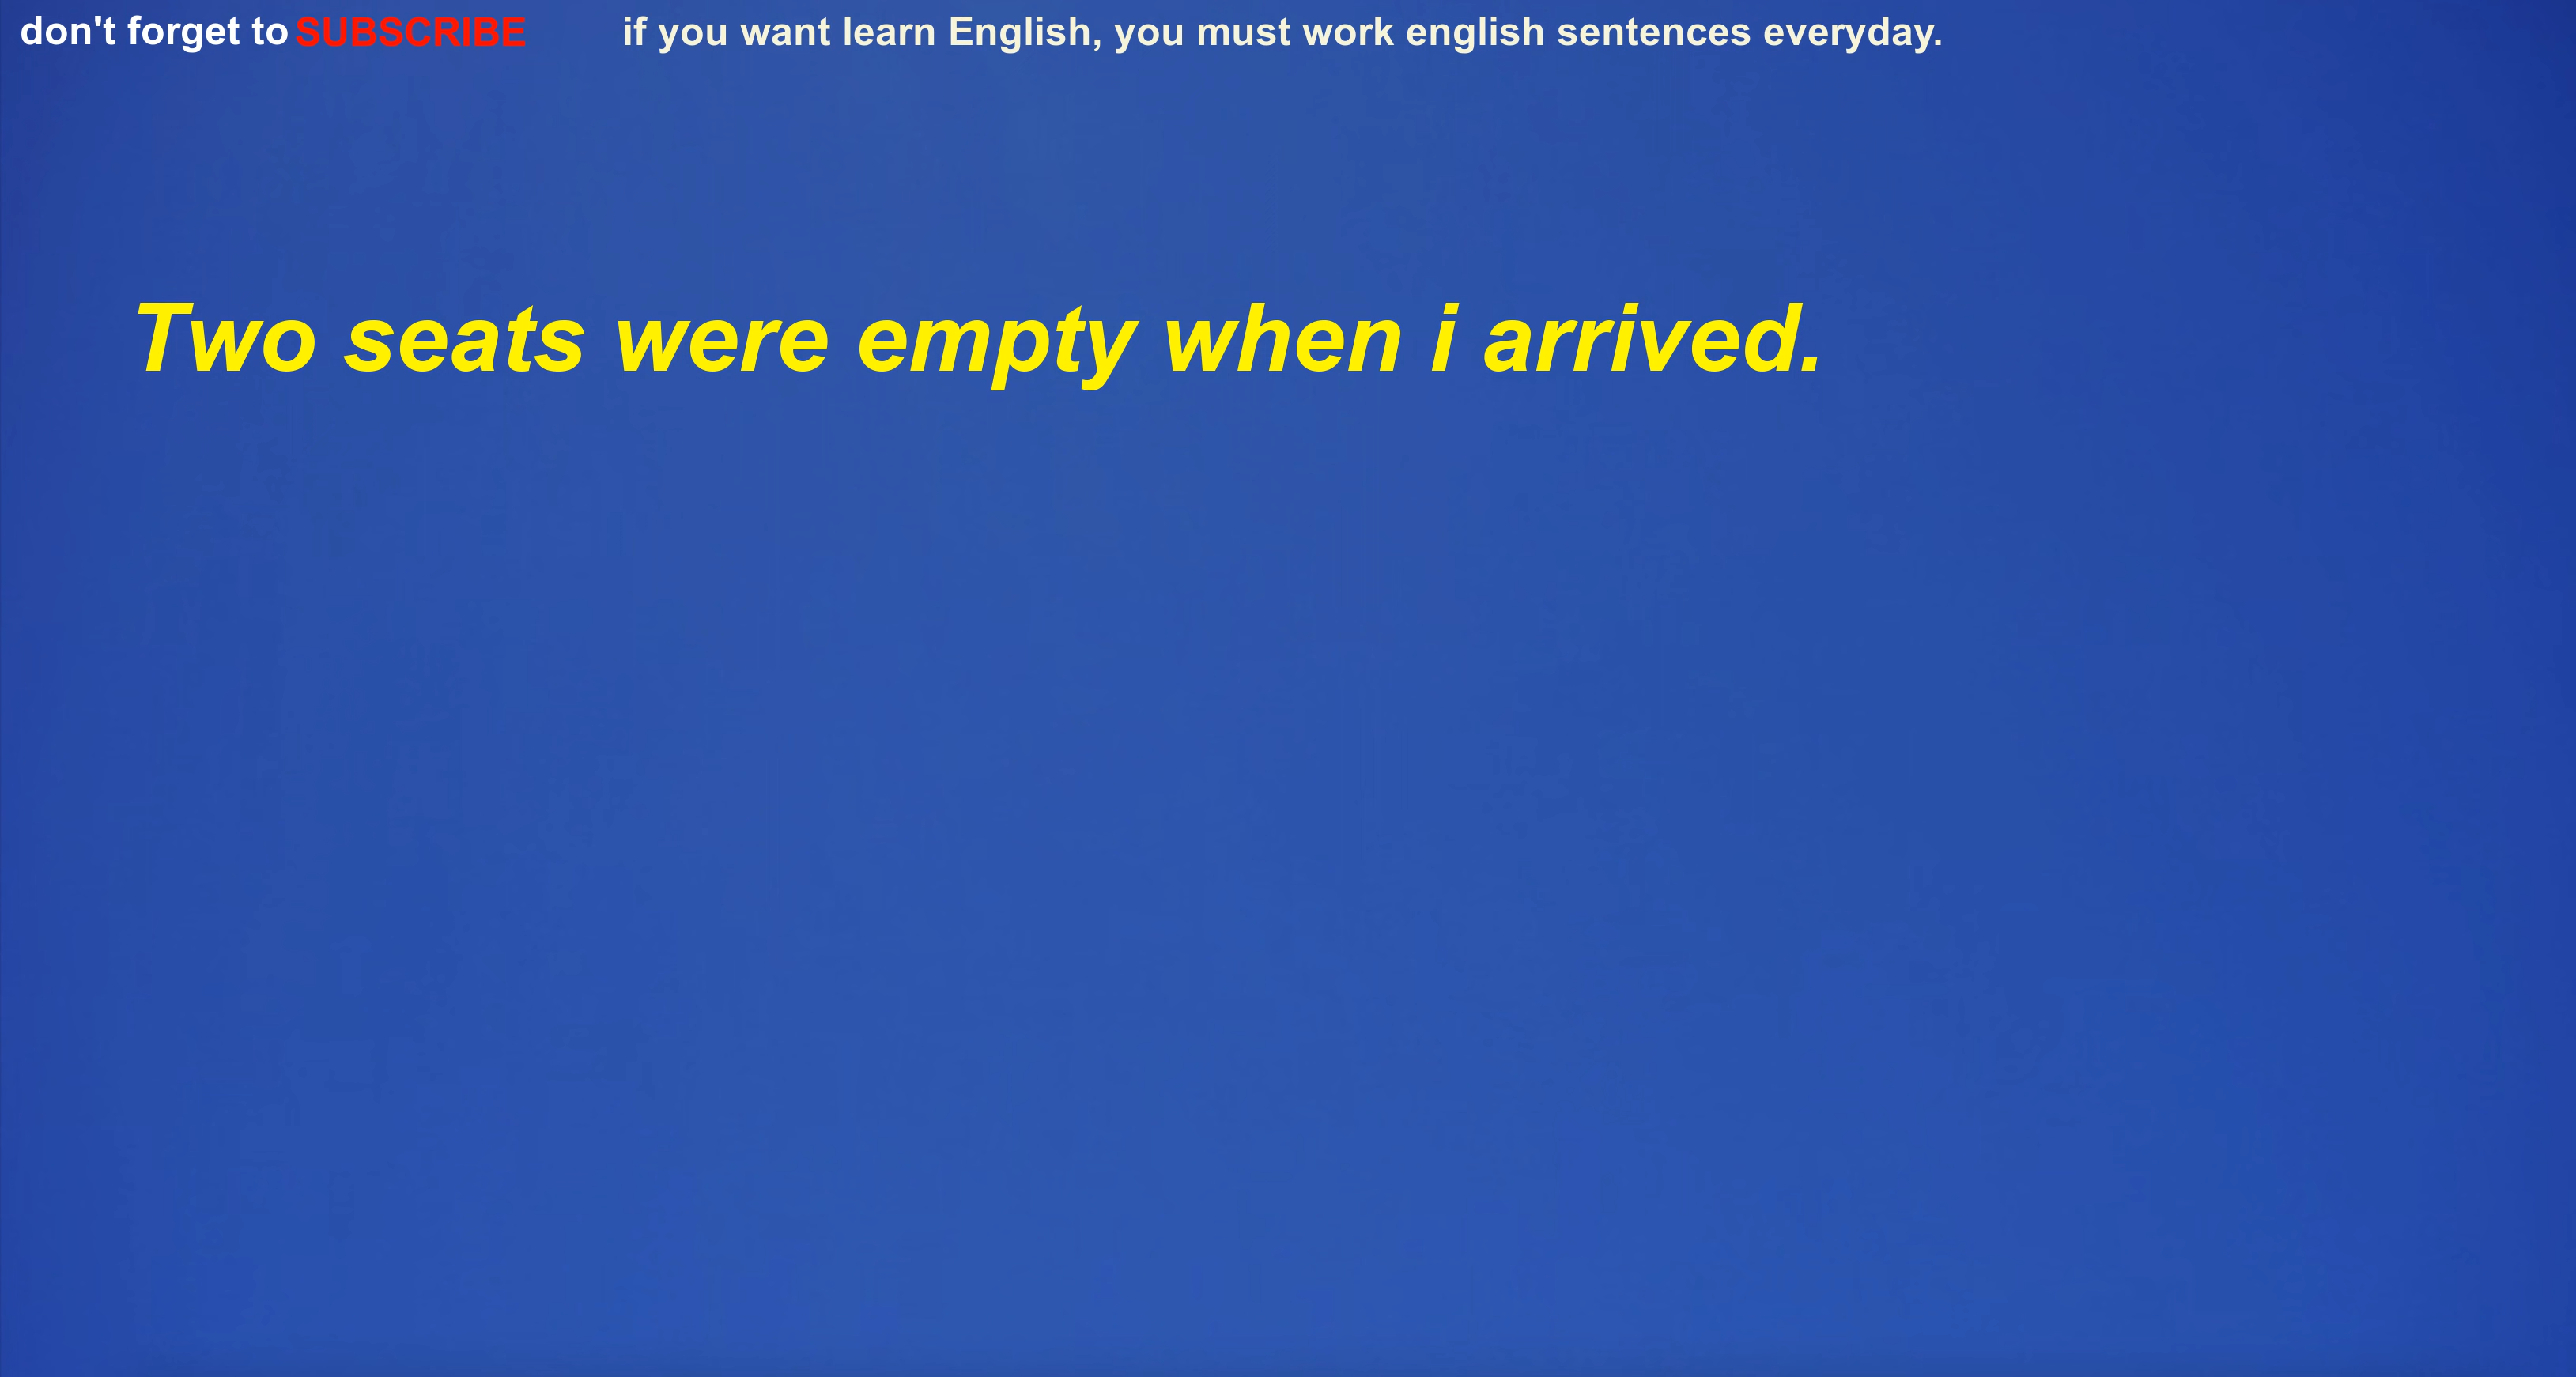 don't forget to SUBSCRIBE if you want learn English, you must work english sentences everyday.
Two seats were empty when i arrived.